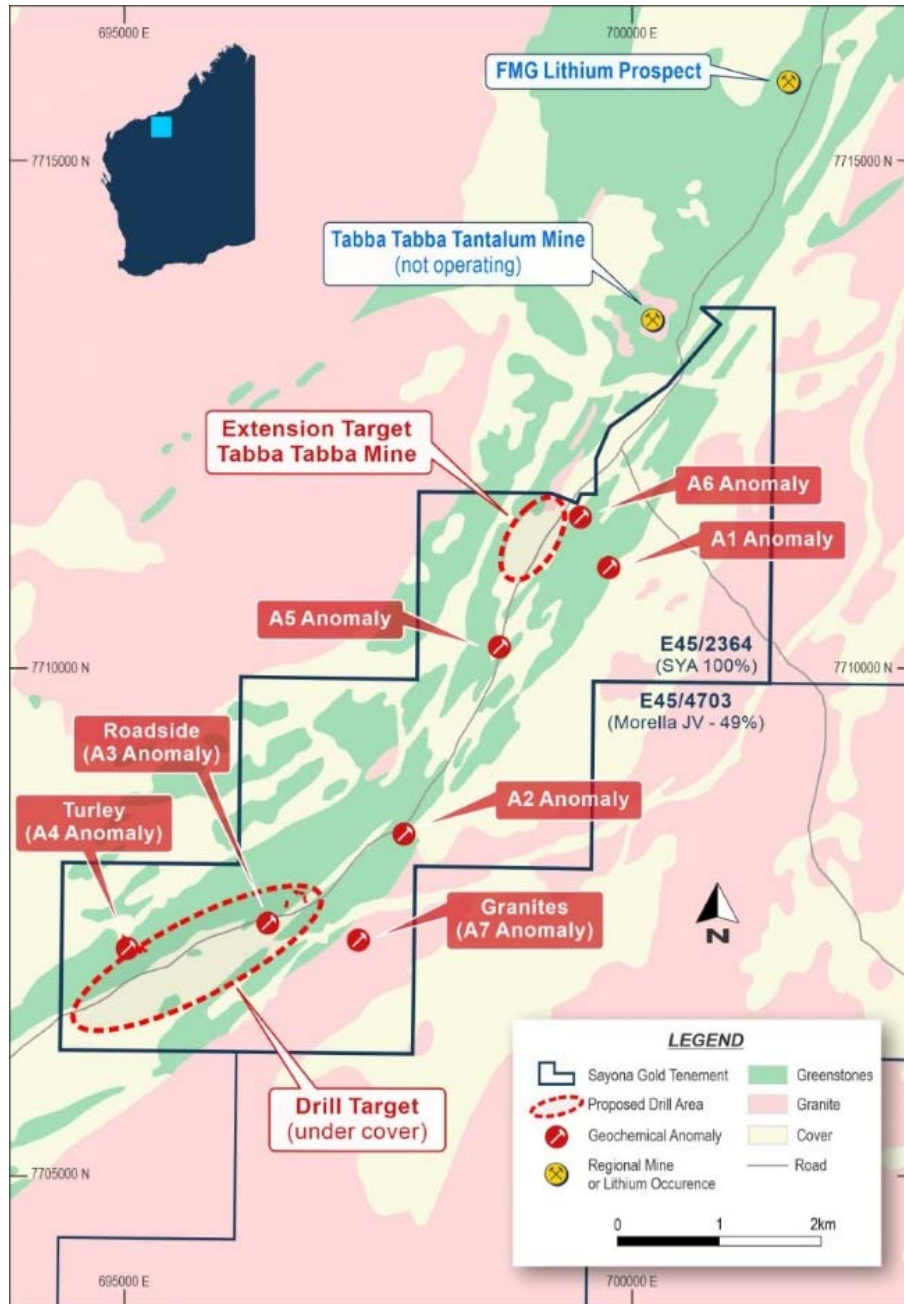 695000 E
700000 E
FMG Lithium Prospect
7715000 N
7715000 N
Tabba Tabba Tantalum Mine
(not operating)
Extension Target
Tabba Tabba Mine
A6 Anomaly
A1 Anomaly
A5 Anomaly
E45/2364
(SYA 100%)
7710000 N
7710000 N
E45/4703
(Morella JV - 49%)
Roadside
(A3 Anomaly)
A2 Anomaly
Turley
(A4 Anomaly)
Granites
(A7 Anomaly)
N
Drill Target
(under cover)
LEGEND
Sayona Gold Tenement
Greenstones
Proposed Drill Area
Granite
Geochemical Anomaly
Cover
Regional Mine
or Lithium Occurence
Road
0 1 2km
7705000 N
695000 E
700000 E